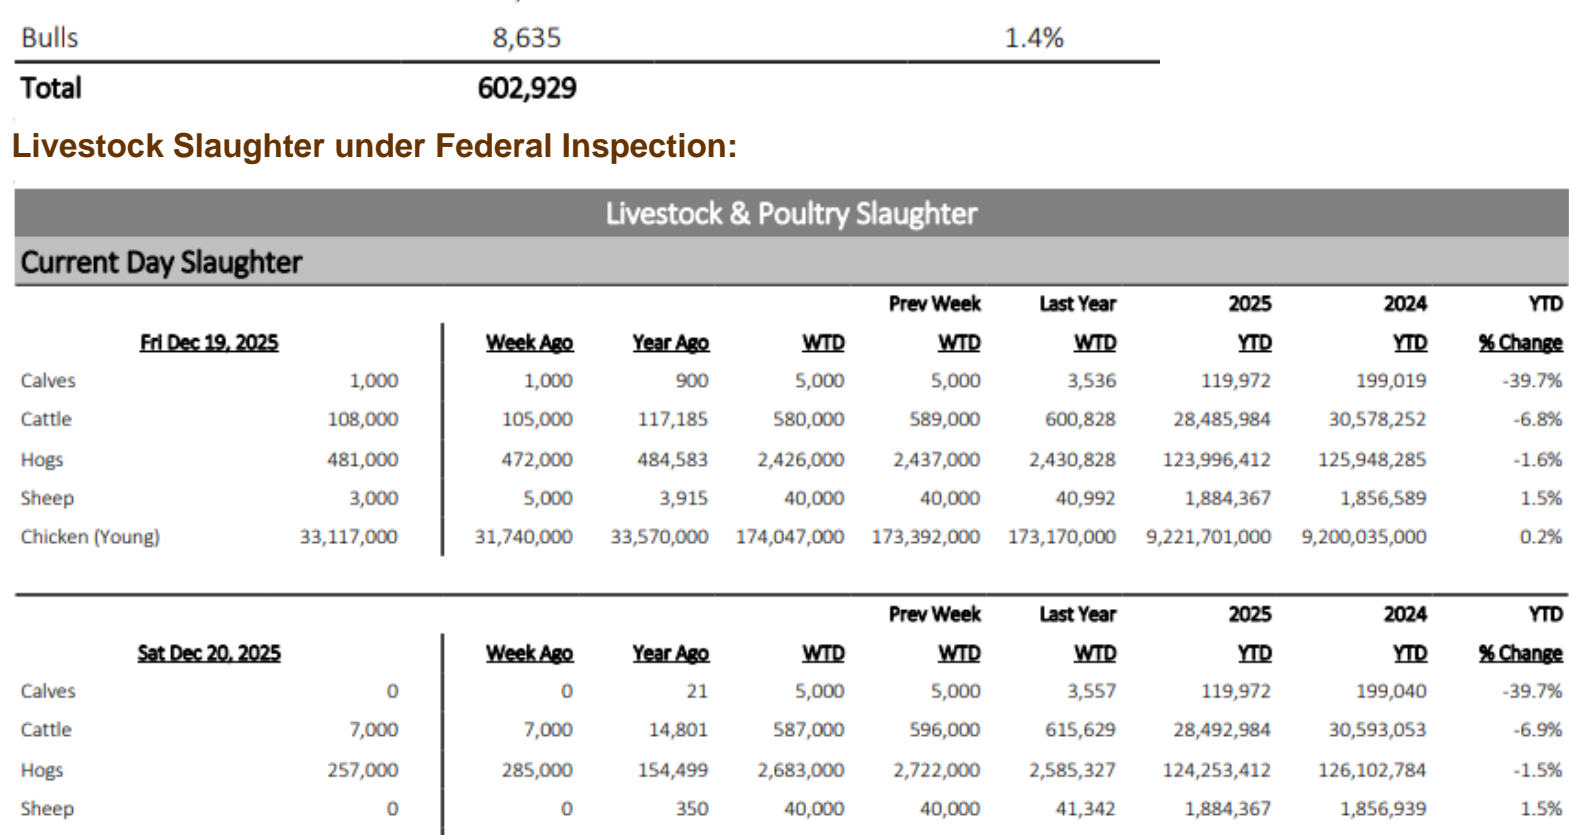 Bulls 8,635 1.4%
Total 602,929
Livestock Slaughter under Federal Inspection:
Livestock & Poultry Slaughter
Current Day Slaughter
Prev Week Last Year 2025 2024 YTD
Fri Dec 19, 2025 Week Ago Year Ago WTD WTD WTD YTD YTD % Change
Calves 1,000 1,000 900 5,000 5,000 3,536 119,972 199,019 -39.7%
Cattle 108,000 105,000 117,185 580,000 589,000 600,828 28,485,984 30,578,252 -6.8%
Hogs 481,000 472,000 484,583 2,426,000 2,437,000 2,430,828 123,996,412 125,948,285 -1.6%
Sheep 3,000 5,000 3,915 40,000 40,000 40,992 1,884,367 1,856,589 1.5%
Chicken (Young) 33,117,000 31,740,000 33,570,000 174,047,000 173,392,000 173,170,000 9,221,701,000 9,200,035,000 0.2%
Prev Week Last Year 2025 2024 YTD
Sat Dec 20, 2025 Week Ago Year Ago WTD WTD WTD YTD YTD % Change
Calves 0 0 21 5,000 5,000 3,557 119,972 199,040 -39.7%
Cattle 7,000 7,000 14,801 587,000 596,000 615,629 28,492,984 30,593,053 -6.9%
Hogs 257,000 285,000 154,499 2,683,000 2,722,000 2,585,327 124,253,412 126,102,784 -1.5%
Sheep 0 0 350 40,000 40,000 41,342 1,884,367 1,856,939 1.5%